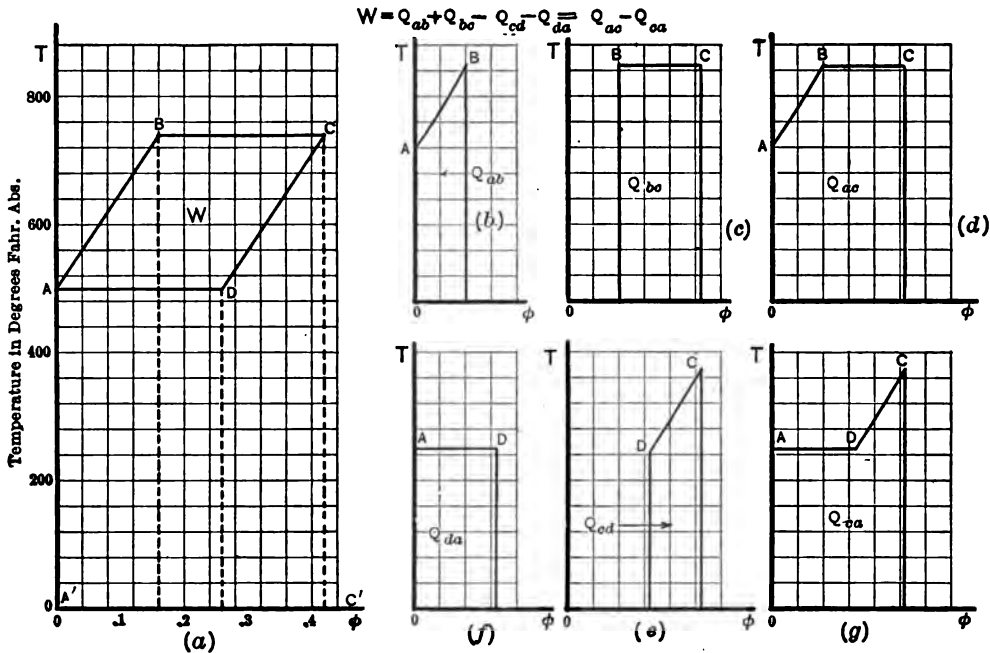 W = Q_ab + Q_bc - Q_cd - Q_da = Q_ac - Q_ca
T
800
600
400
200
0
Temperature in Degrees Fahr. Abs.
A
B
C
D
W
A'
C'
0
.1
.2
.3
.4
φ
(a)
T
B
A
Q_ab
(b)
0
φ
T
B
C
Q_bc
(c)
0
φ
T
B
C
A
Q_ac
(d)
0
φ
T
A
D
Q_da
0
φ
(f)
T
C
D
Q_cd
0
φ
(e)
T
C
A
D
Q_ca
0
φ
(g)